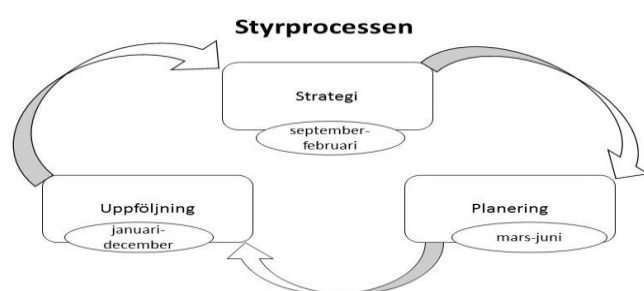 Styrprocessen
Strategi
september-
februari
Uppföljning
januari-
december
Planering
mars-juni